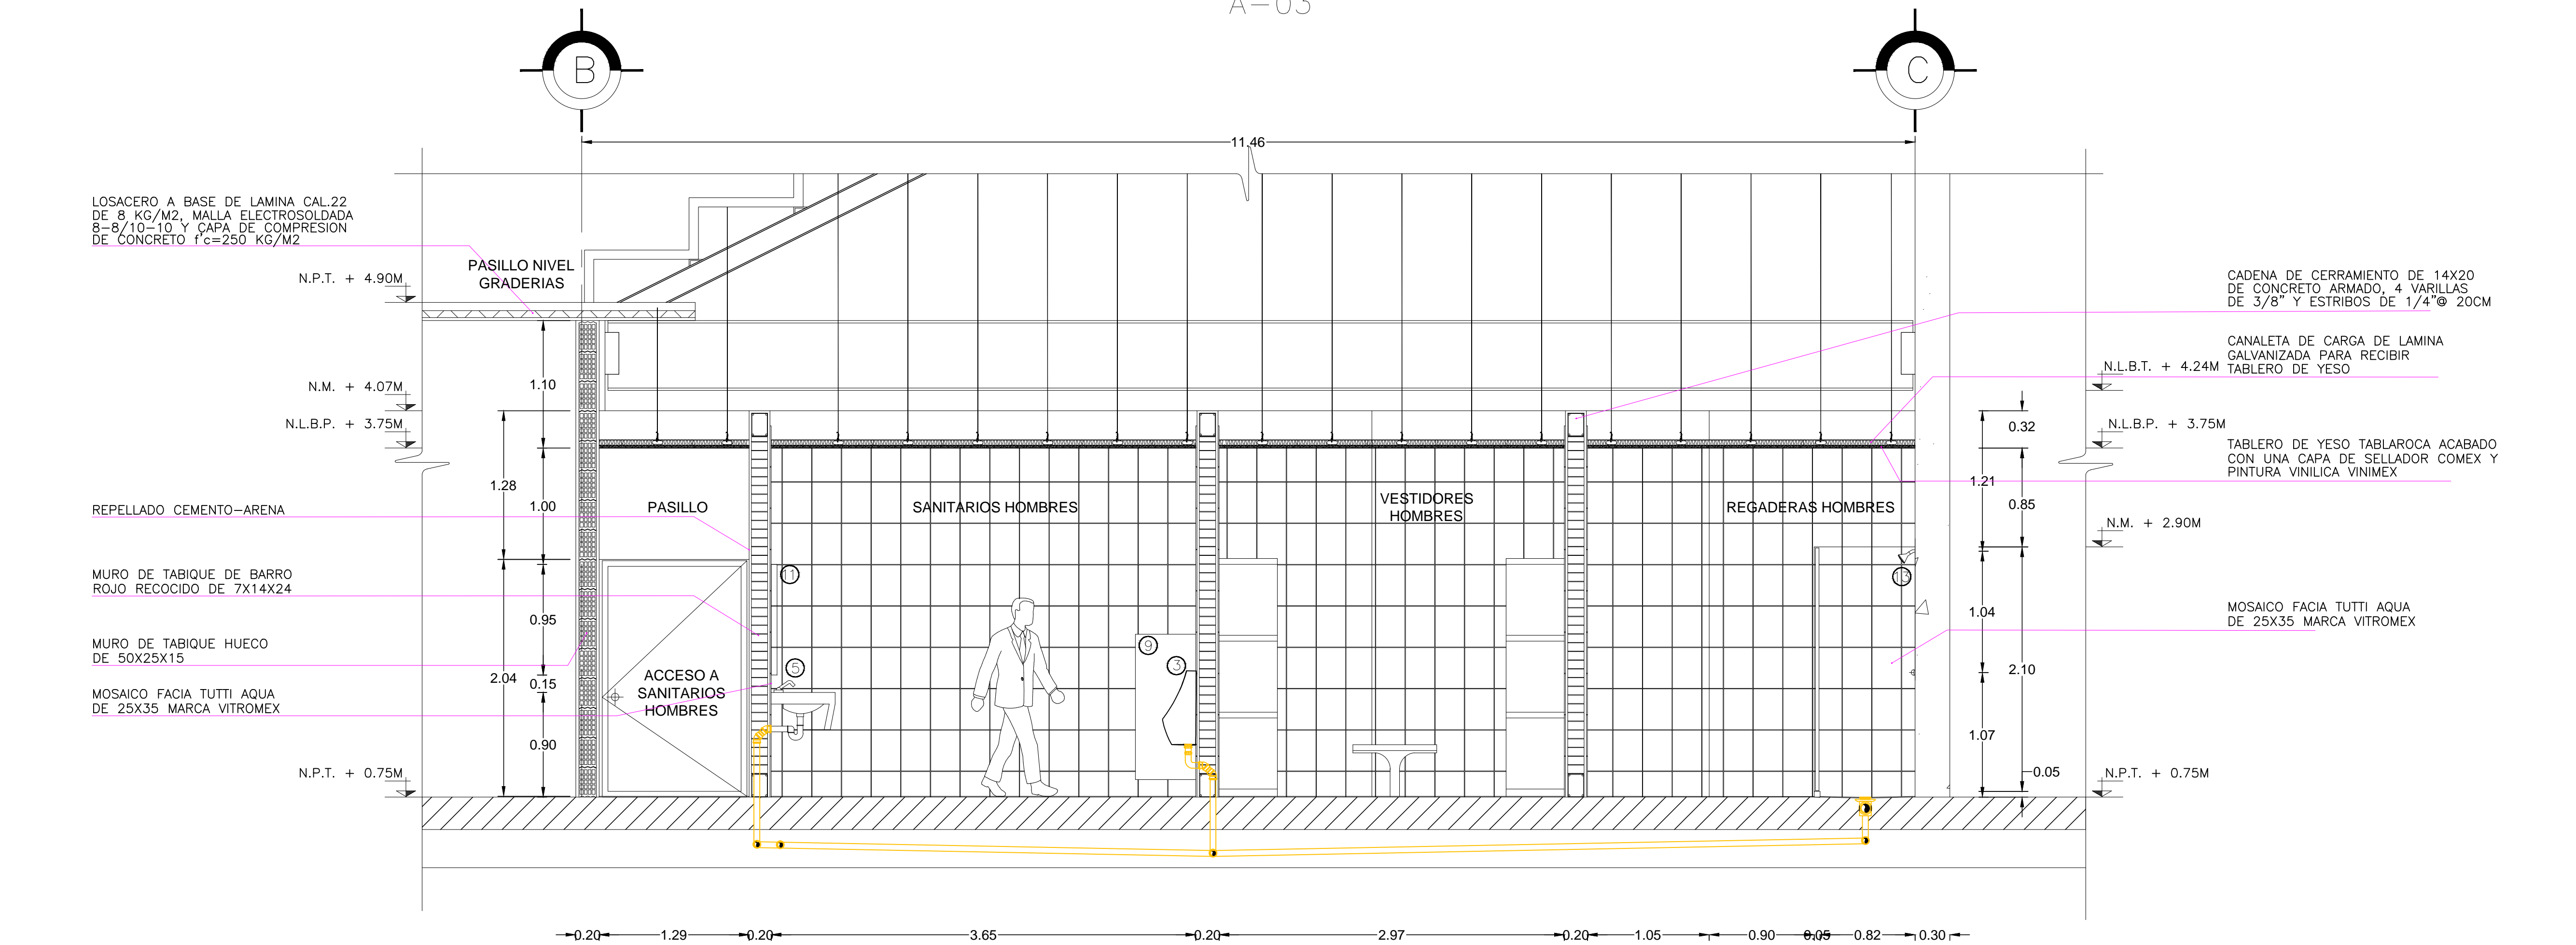 A-03
B
C
11.46
LOSACERO A BASE DE LAMINA CAL.22
DE 8 KG/M2, MALLA ELECTROSOLDADA
8-8/10-10 Y CAPA DE COMPRESION
DE CONCRETO f'c=250 KG/M2
PASILLO NIVEL
GRADERIAS
N.P.T. + 4.90M
N.M. + 4.07M
N.L.B.P. + 3.75M
REPELLADO CEMENTO-ARENA
MURO DE TABIQUE DE BARRO
ROJO RECOCIDO DE 7X14X24
MURO DE TABIQUE HUECO
DE 50X25X15
MOSAICO FACIA TUTTI AQUA
DE 25X35 MARCA VITROMEX
N.P.T. + 0.75M
1.10
1.28
1.00
0.95
2.04
0.15
0.90
PASILLO
SANITARIOS HOMBRES
VESTIDORES
HOMBRES
REGADERAS HOMBRES
ACCESO A
SANITARIOS
HOMBRES
11
5
9
3
13
CADENA DE CERRAMIENTO DE 14X20
DE CONCRETO ARMADO, 4 VARILLAS
DE 3/8" Y ESTRIBOS DE 1/4"@ 20CM
CANALETA DE CARGA DE LAMINA
GALVANIZADA PARA RECIBIR
TABLERO DE YESO
N.L.B.T. + 4.24M
N.L.B.P. + 3.75M
TABLERO DE YESO TABLAROCA ACABADO
CON UNA CAPA DE SELLADOR COMEX Y
PINTURA VINILICA VINIMEX
N.M. + 2.90M
MOSAICO FACIA TUTTI AQUA
DE 25X35 MARCA VITROMEX
N.P.T. + 0.75M
0.32
1.21
0.85
1.04
2.10
1.07
0.05
0.20
1.29
0.20
3.65
0.20
2.97
0.20
1.05
0.90
0.05
0.82
0.30